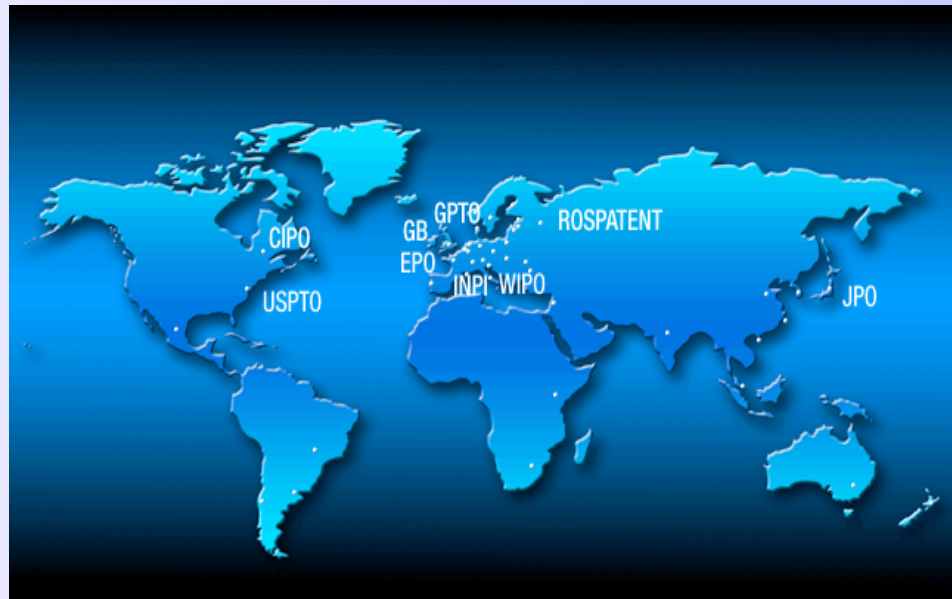 GPTO
ROSPATENT
GB
CIPO
EPO
INPI
WIPO
USPTO
JPO